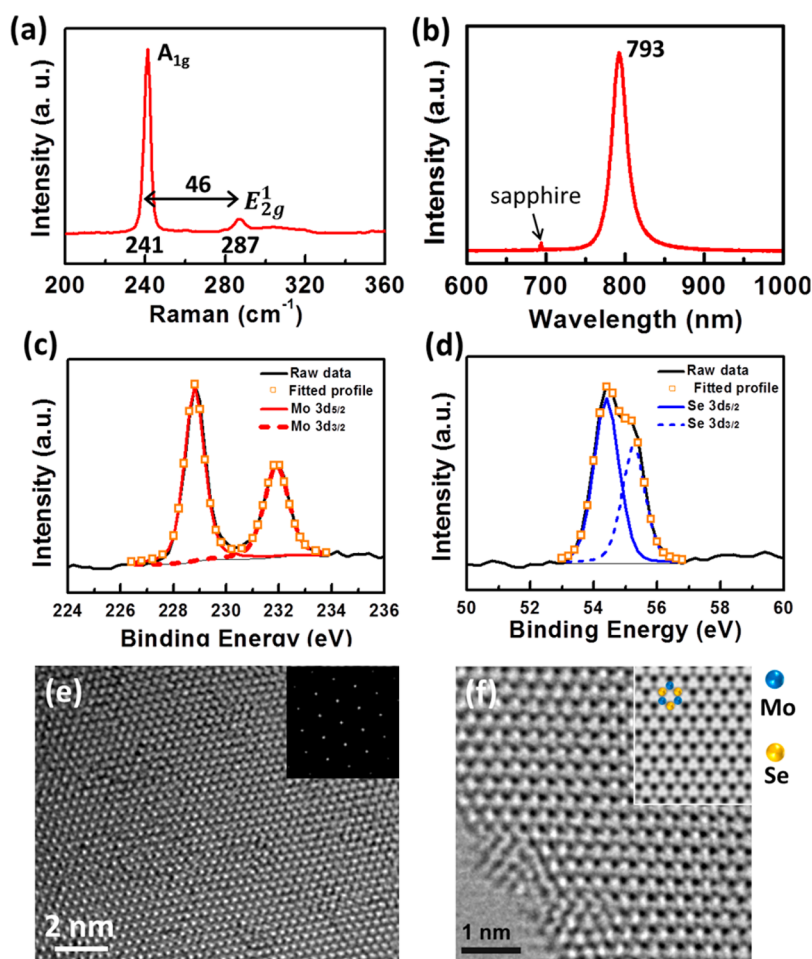 (a)
A1g
46
E¹2g
241
287
Intensity (a. u.)
200 240 280 320 360
Raman (cm⁻¹)
(b)
793
sapphire
Intensity (a.u.)
600 700 800 900 1000
Wavelength (nm)
(c)
Raw data
Fitted profile
Mo 3d5/2
Mo 3d3/2
Intensity (a.u.)
224 226 228 230 232 234 236
Binding Energy (eV)
(d)
Raw data
Fitted profile
Se 3d5/2
Se 3d3/2
Intensity (a.u.)
50 52 54 56 58 60
Binding Energy (eV)
(e)
2 nm
(f)
1 nm
Mo
Se